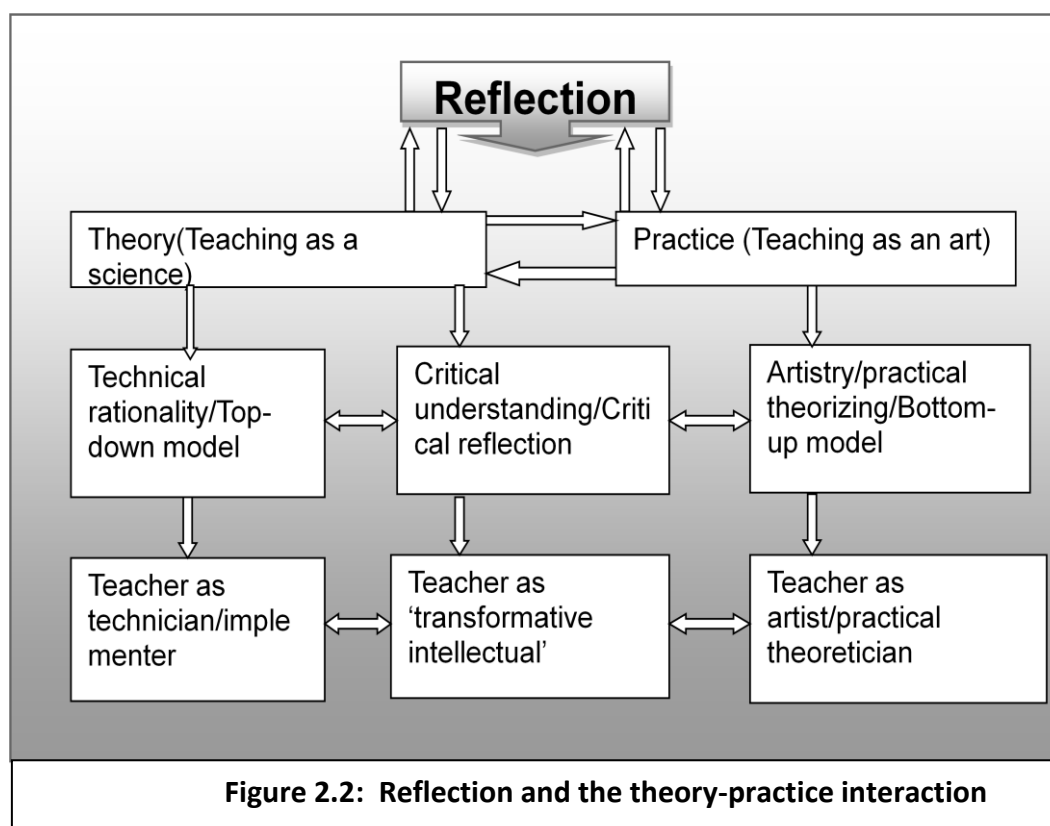 Reflection
Theory(Teaching as a
science)
Practice (Teaching as an art)
Technical
rationality/Top-
down model
Critical
understanding/Criti
cal reflection
Artistry/practical
theorizing/Bottom-
up model
Teacher as
technician/imple
menter
Teacher as
‘transformative
intellectual’
Teacher as
artist/practical
theoretician
Figure 2.2:  Reflection and the theory-practice interaction